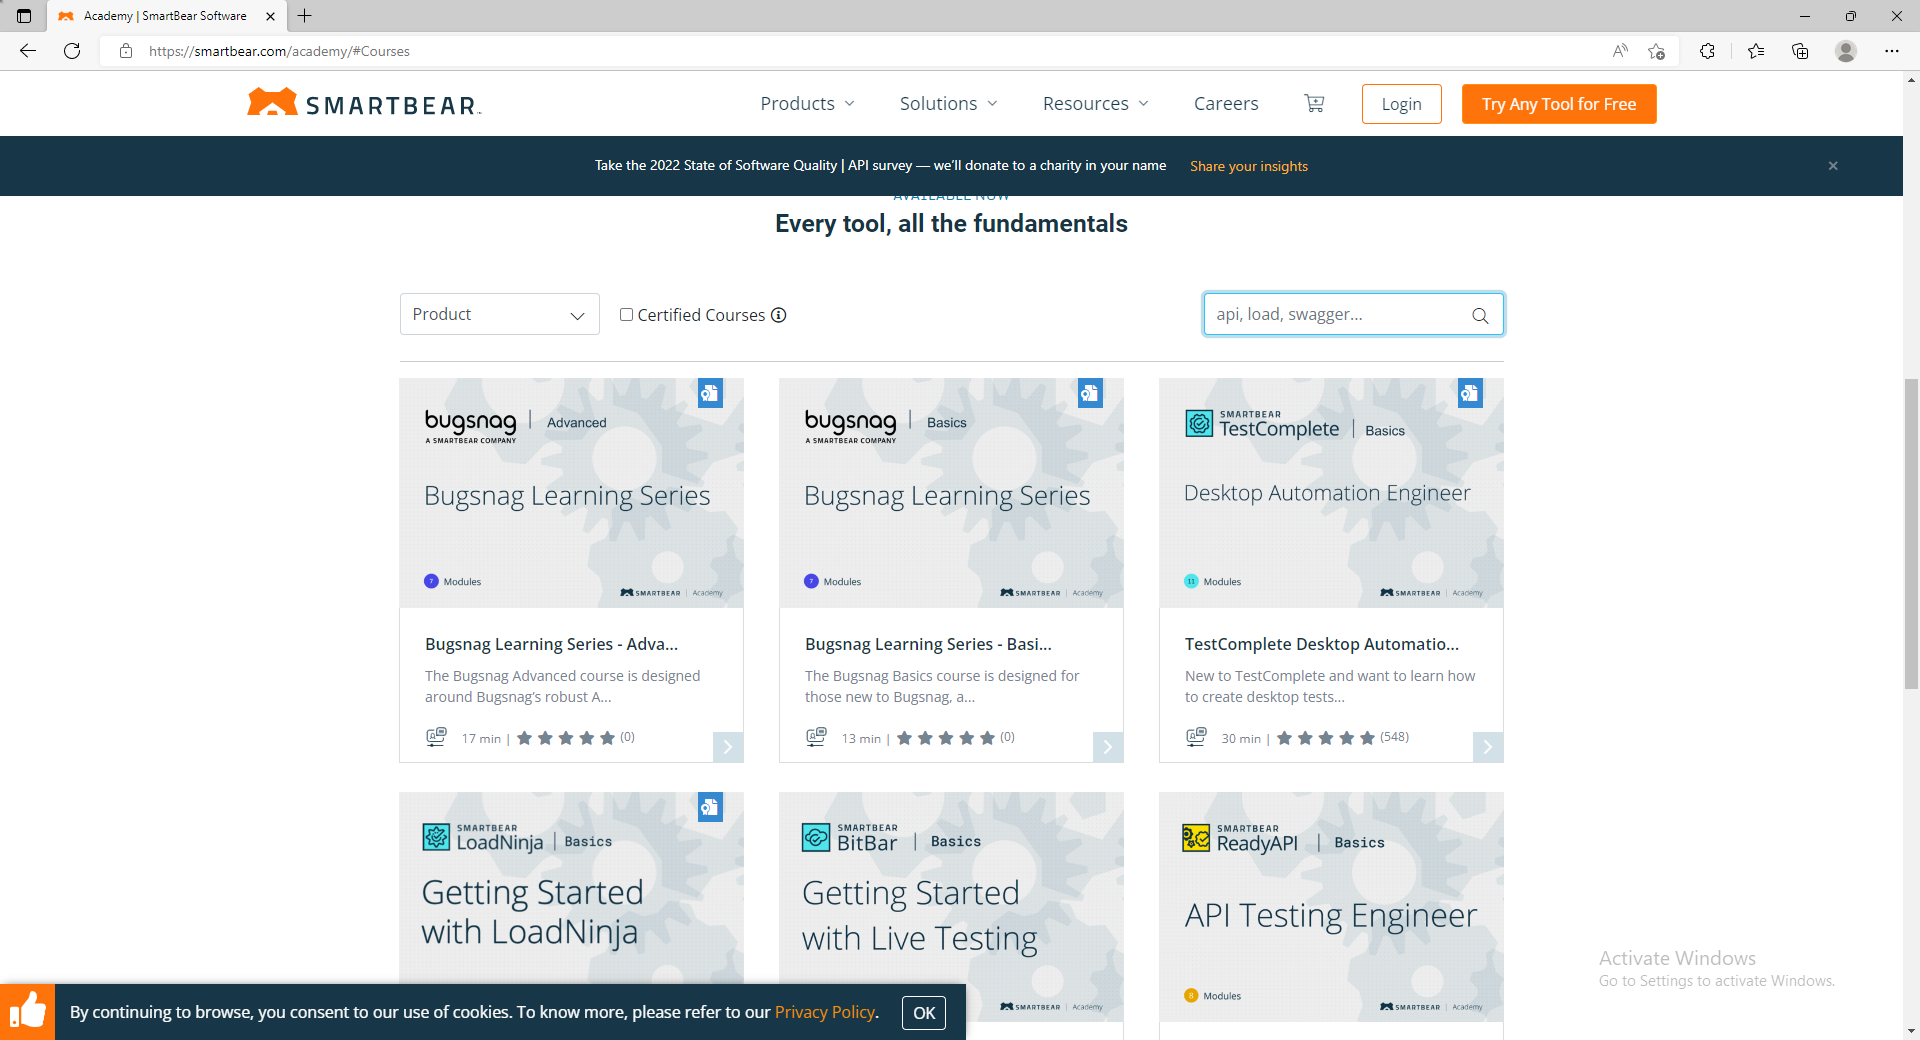 Academy | SmartBear Software
https://smartbear.com/academy/#Courses
SMARTBEAR
Products
Solutions
Resources
Careers
Login
Try Any Tool for Free
Take the 2022 State of Software Quality | API survey — we'll donate to a charity in your name
Share your insights
AVAILABLE NOW
Every tool, all the fundamentals
Product
Certified Courses
api, load, swagger...
bugsnag
A SMARTBEAR COMPANY
Advanced
Bugsnag Learning Series
7 Modules
SMARTBEAR | Academy
Bugsnag Learning Series - Adva...
The Bugsnag Advanced course is designed
around Bugsnag's robust A...
17 min | (0)
bugsnag
A SMARTBEAR COMPANY
Basics
Bugsnag Learning Series
7 Modules
SMARTBEAR | Academy
Bugsnag Learning Series - Basi...
The Bugsnag Basics course is designed for
those new to Bugsnag, a...
13 min | (0)
SMARTBEAR
TestComplete | Basics
Desktop Automation Engineer
11 Modules
SMARTBEAR | Academy
TestComplete Desktop Automatio...
New to TestComplete and want to learn how
to create desktop tests...
30 min | (548)
SMARTBEAR
LoadNinja | Basics
Getting Started
with LoadNinja
SMARTBEAR
BitBar | Basics
Getting Started
with Live Testing
SMARTBEAR | Academy
SMARTBEAR
ReadyAPI | Basics
API Testing Engineer
8 Modules
SMARTBEAR | Academy
Activate Windows
Go to Settings to activate Windows.
By continuing to browse, you consent to our use of cookies. To know more, please refer to our Privacy Policy.
OK